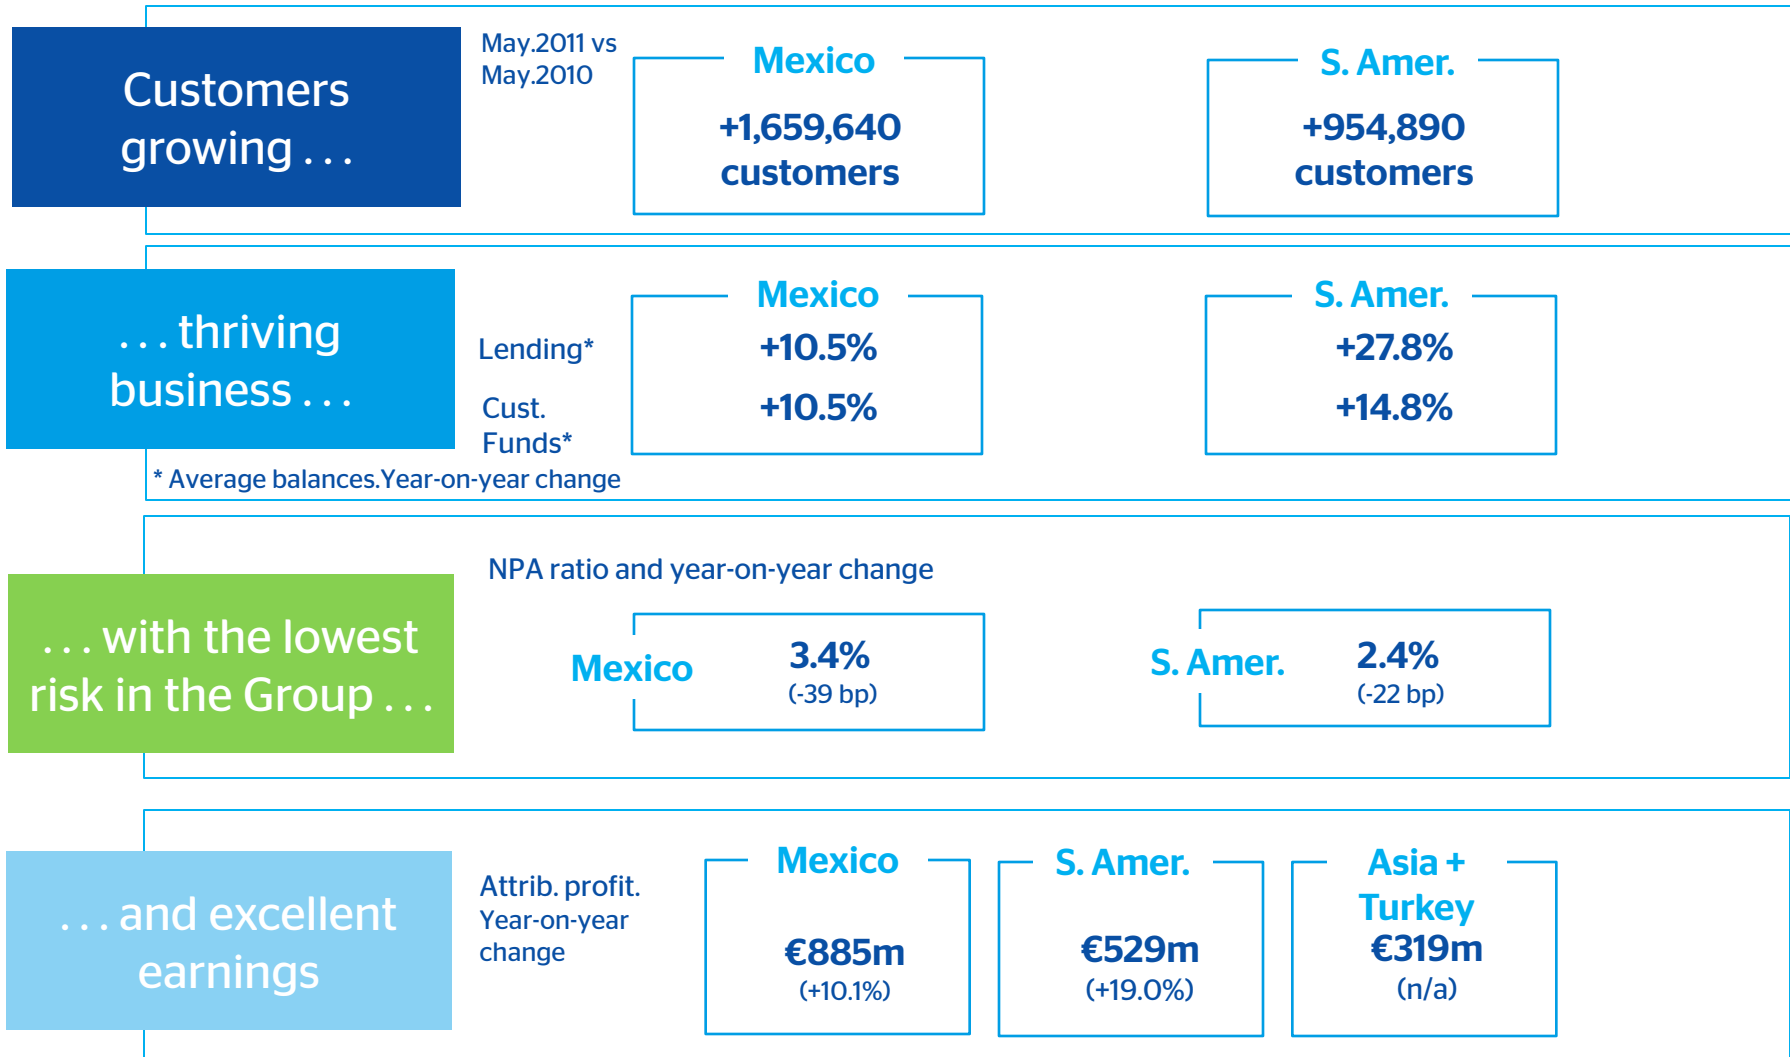 Customers
growing . . .
May.2011 vs
May.2010
Mexico
+1,659,640
customers
S. Amer.
+954,890
customers
. . . thriving
business . . .
Mexico
S. Amer.
Lending*
+10.5%
+27.8%
Cust.
Funds*
+10.5%
+14.8%
* Average balances.Year-on-year change
. . . with the lowest
risk in the Group . . .
NPA ratio and year-on-year change
Mexico
3.4%
(-39 bp)
S. Amer.
2.4%
(-22 bp)
. . . and excellent
earnings
Attrib. profit.
Year-on-year
change
Mexico
€885m
(+10.1%)
S. Amer.
€529m
(+19.0%)
Asia +
Turkey
€319m
(n/a)